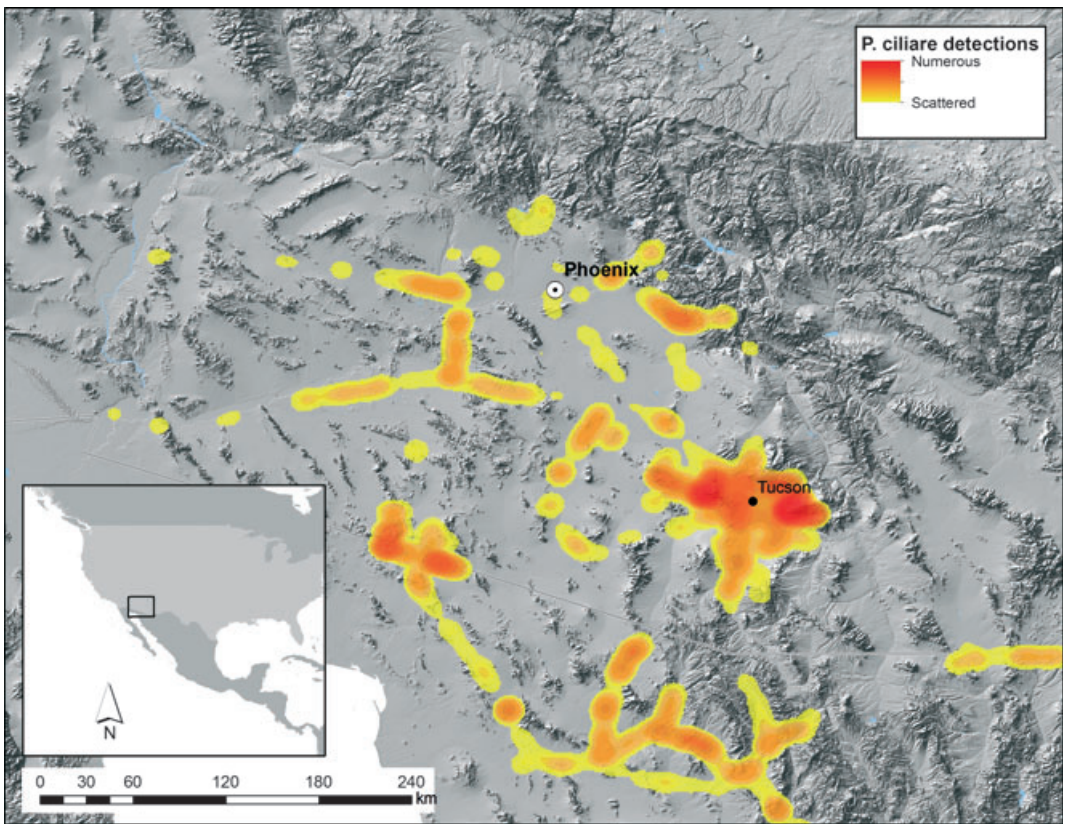 P. ciliare detections
Numerous
Scattered
Phoenix
Tucson
N
0 30 60 120 180 240
km